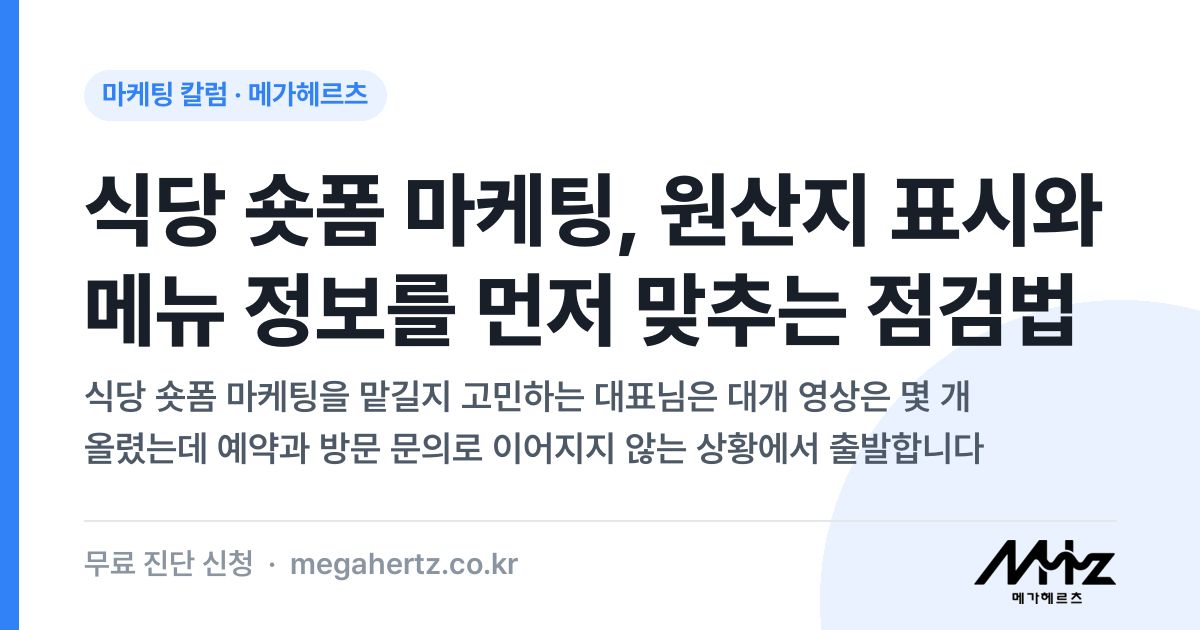 마케팅 칼럼 · 메가헤르츠
식당 숏폼 마케팅, 원산지 표시와
메뉴 정보를 먼저 맞추는 점검법
식당 숏폼 마케팅을 맡길지 고민하는 대표님은 대개 영상은 몇 개
올렸는데 예약과 방문 문의로 이어지지 않는 상황에서 출발합니다
무료 진단 신청 · megahertz.co.kr
MHz
메가헤르츠